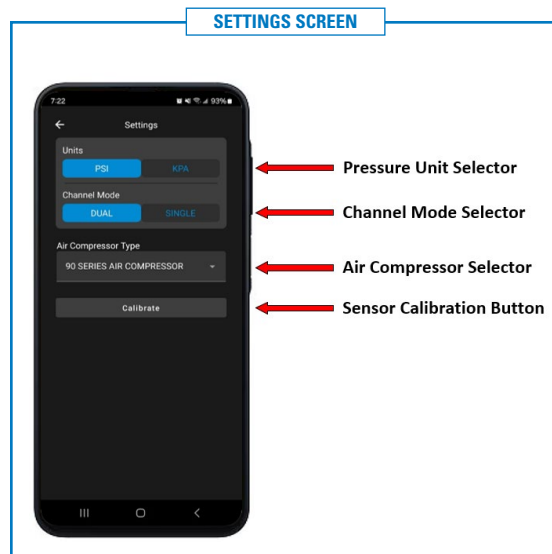 SETTINGS SCREEN
7:22 93%
Settings
Units
PSI KPA
Pressure Unit Selector
Channel Mode
DUAL SINGLE
Channel Mode Selector
Air Compressor Type
90 SERIES AIR COMPRESSOR
Air Compressor Selector
Calibrate
Sensor Calibration Button